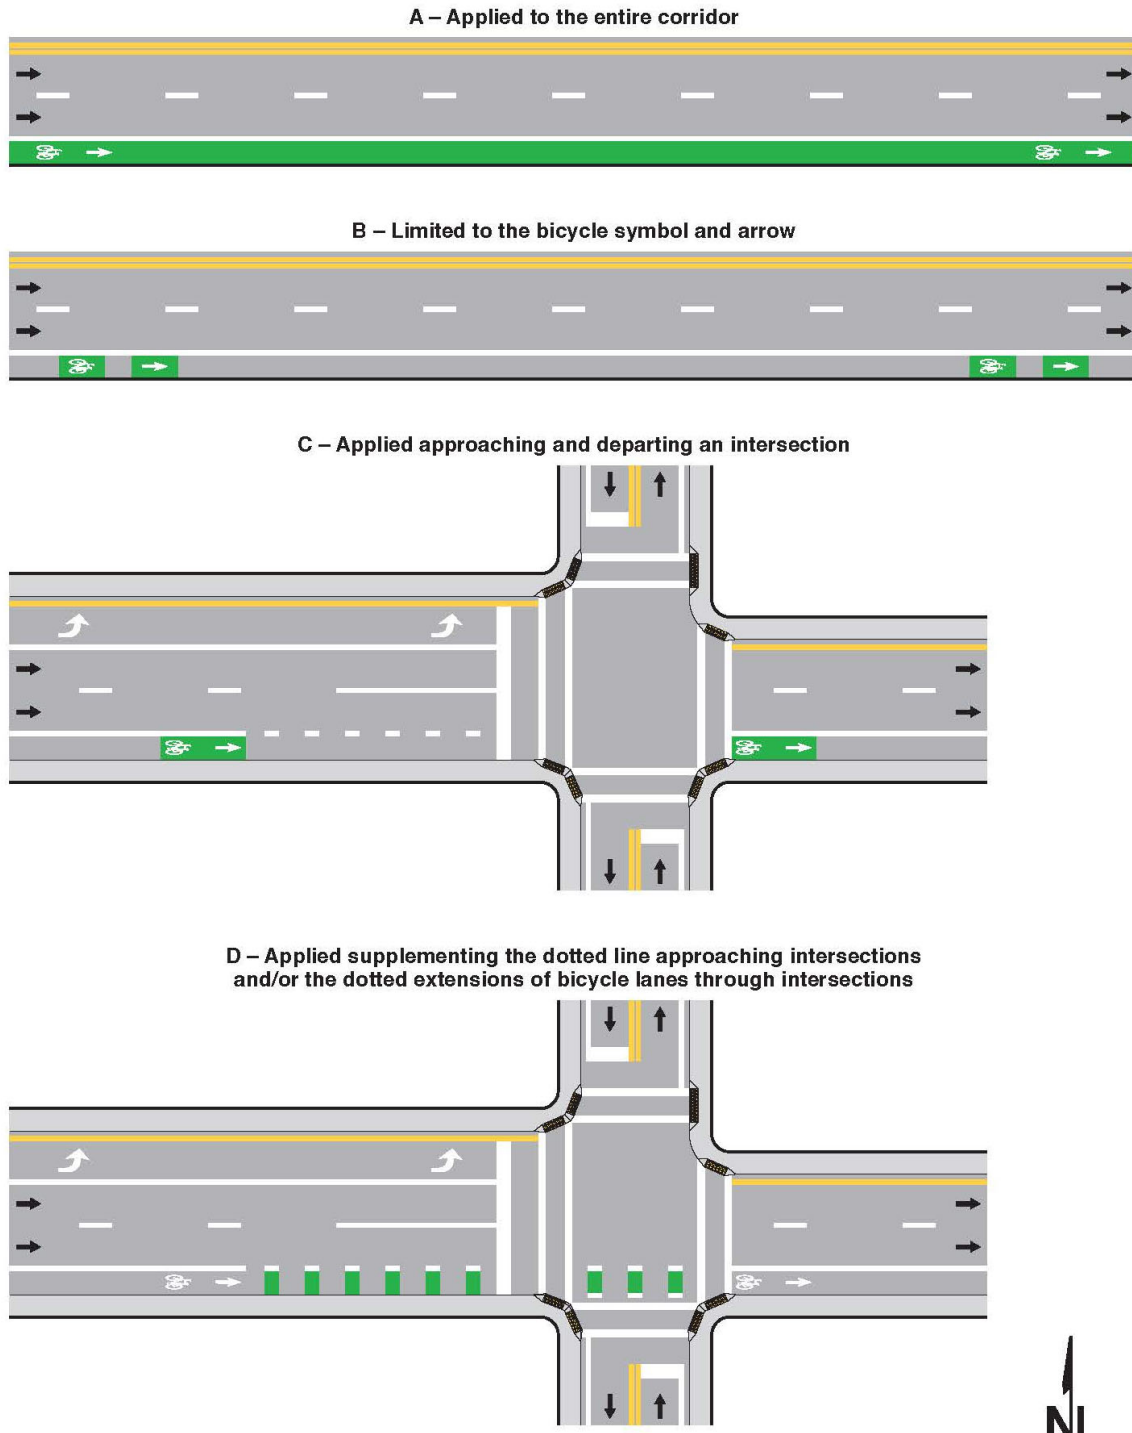 A – Applied to the entire corridor
B – Limited to the bicycle symbol and arrow
C – Applied approaching and departing an intersection
D – Applied supplementing the dotted line approaching intersections
and/or the dotted extensions of bicycle lanes through intersections
N